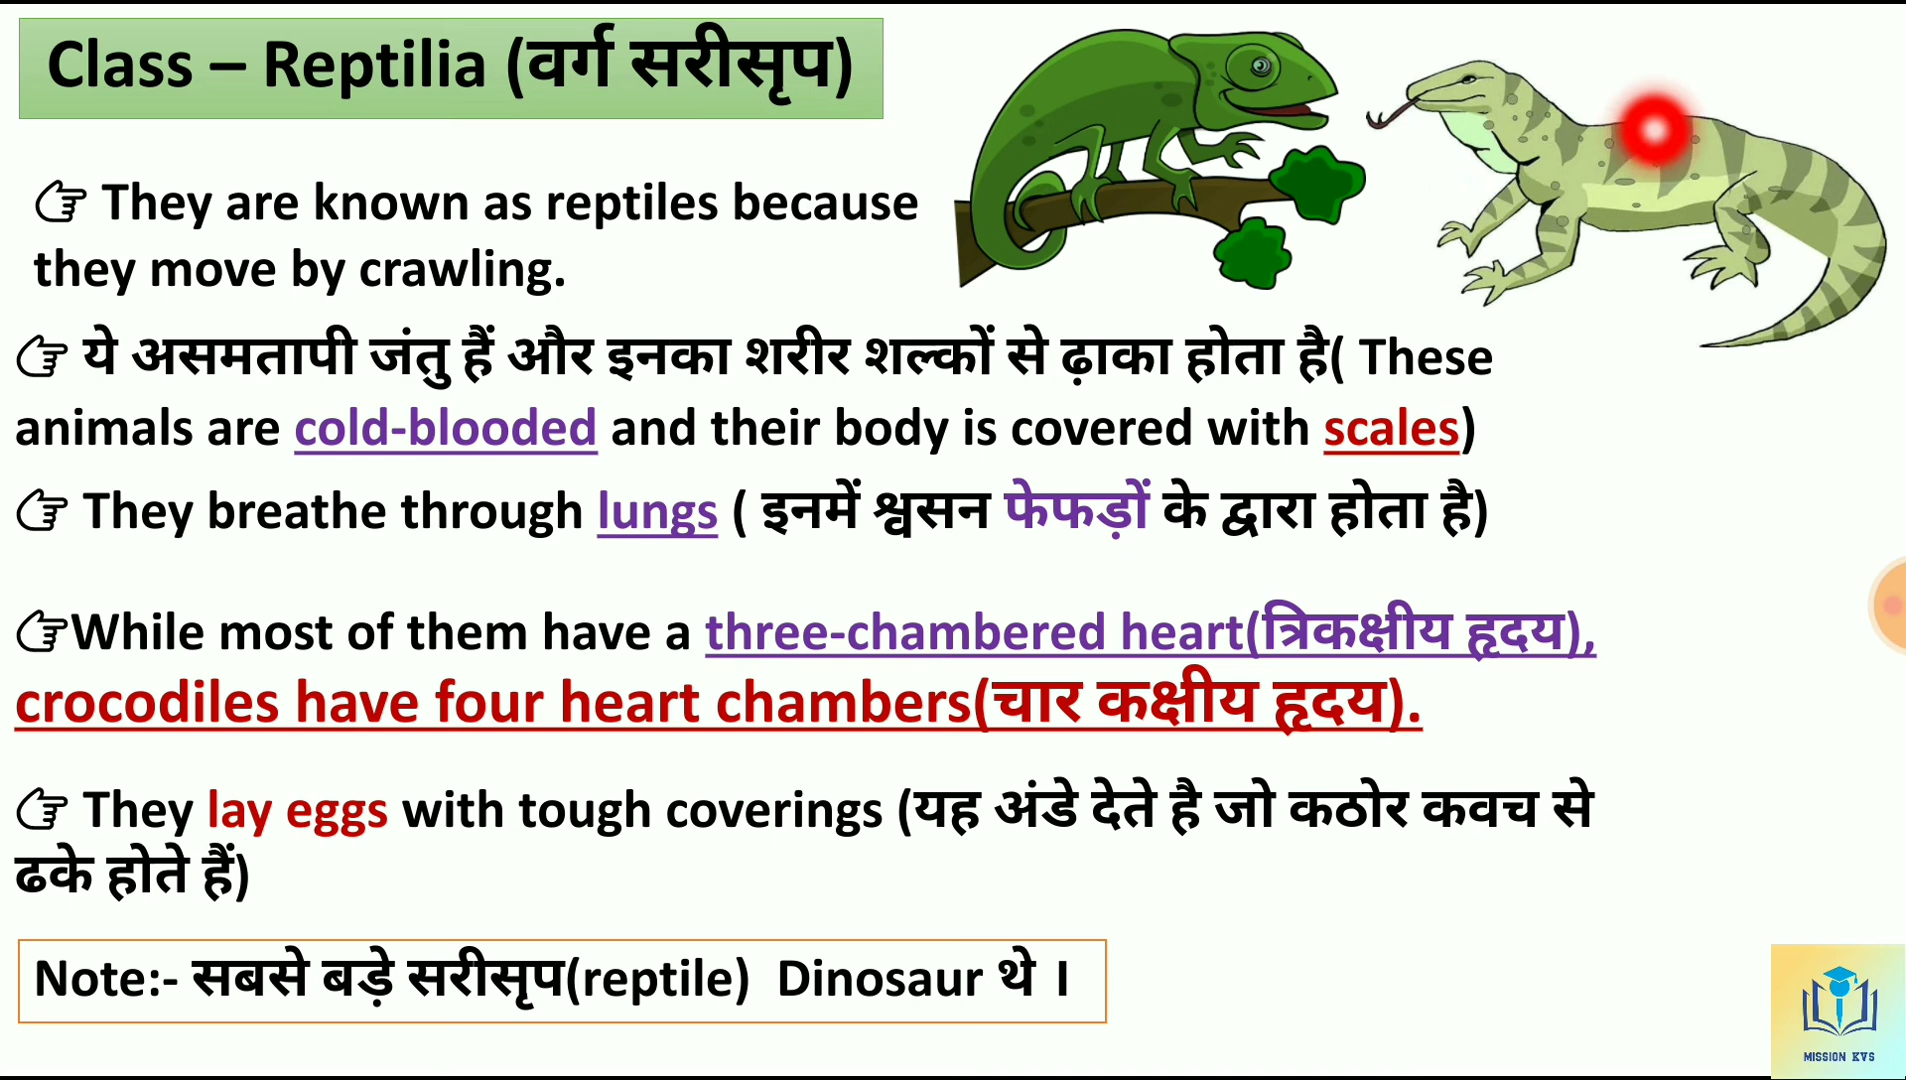 Class – Reptilia (वर्ग सरीसृप)
They are known as reptiles because
they move by crawling.
ये असमतापी जंतु हैं और इनका शरीर शल्कों से ढ़ाका होता है( These
animals are cold-blooded and their body is covered with scales)
They breathe through lungs ( इनमें श्वसन फेफड़ों के द्वारा होता है)
While most of them have a three-chambered heart(त्रिकक्षीय हृदय),
crocodiles have four heart chambers(चार कक्षीय हृदय).
They lay eggs with tough coverings (यह अंडे देते है जो कठोर कवच से
ढके होते हैं)
Note:- सबसे बड़े सरीसृप(reptile) Dinosaur थे I
MISSION KVS